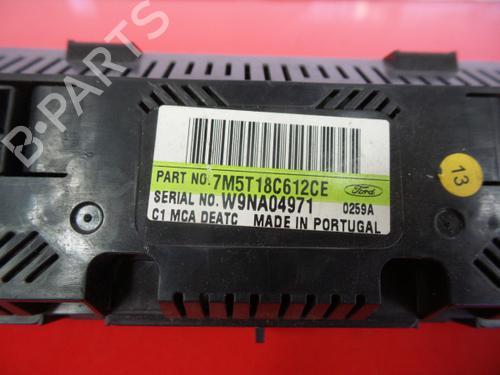 B-PARTS
PART NO. 7M5T18C612CE Ford
SERIAL NO. W9NA04971 0259A
C1 MCA DEATC MADE IN PORTUGAL
13